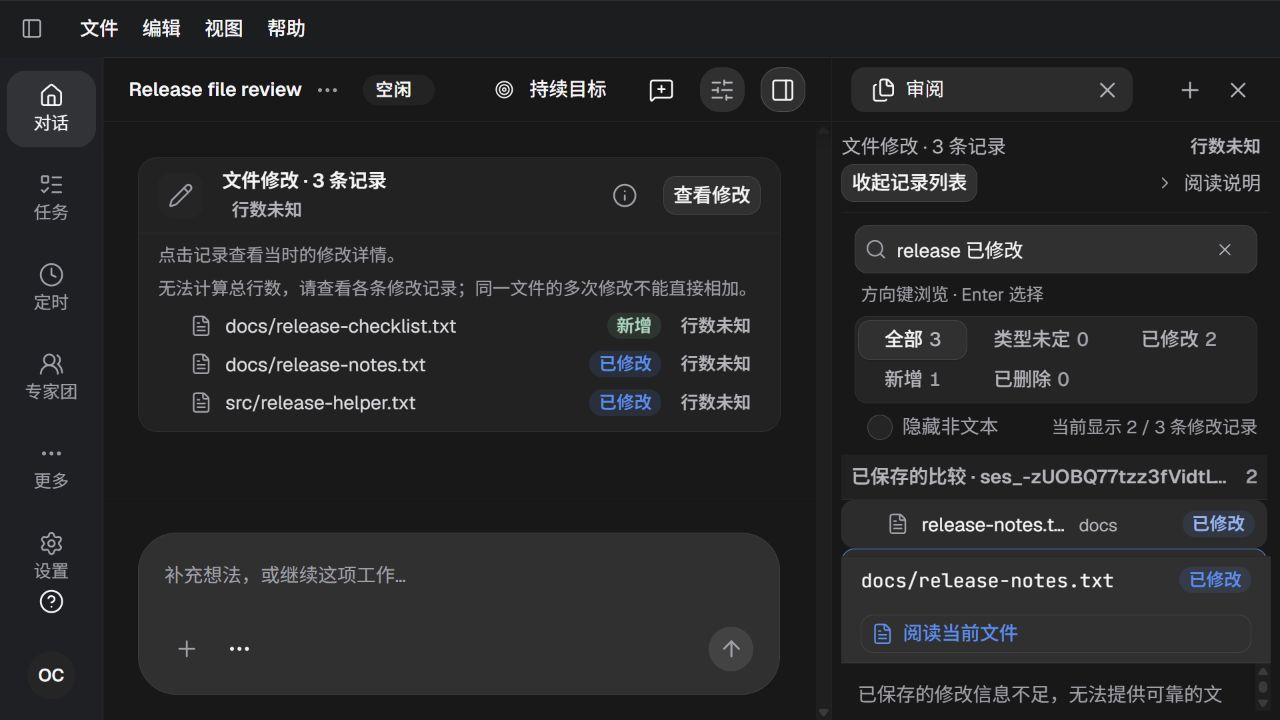 文件 编辑 视图 帮助
对话
任务
定时
专家团
更多
设置
OC
Release file review ··· 空闲 持续目标
文件修改 · 3 条记录
行数未知
查看修改
点击记录查看当时的修改详情。
无法计算总行数，请查看各条修改记录；同一文件的多次修改不能直接相加。
docs/release-checklist.txt 新增 行数未知
docs/release-notes.txt 已修改 行数未知
src/release-helper.txt 已修改 行数未知
补充想法，或继续这项工作...
审阅
文件修改 · 3 条记录 行数未知
收起记录列表 阅读说明
release 已修改
方向键浏览 · Enter 选择
全部 3 类型未定 0 已修改 2
新增 1 已删除 0
隐藏非文本 当前显示 2 / 3 条修改记录
已保存的比较 · ses_-zUOBQ77tzz3fVidtL... 2
release-notes.t... docs 已修改
docs/release-notes.txt 已修改
阅读当前文件
已保存的修改信息不足，无法提供可靠的文